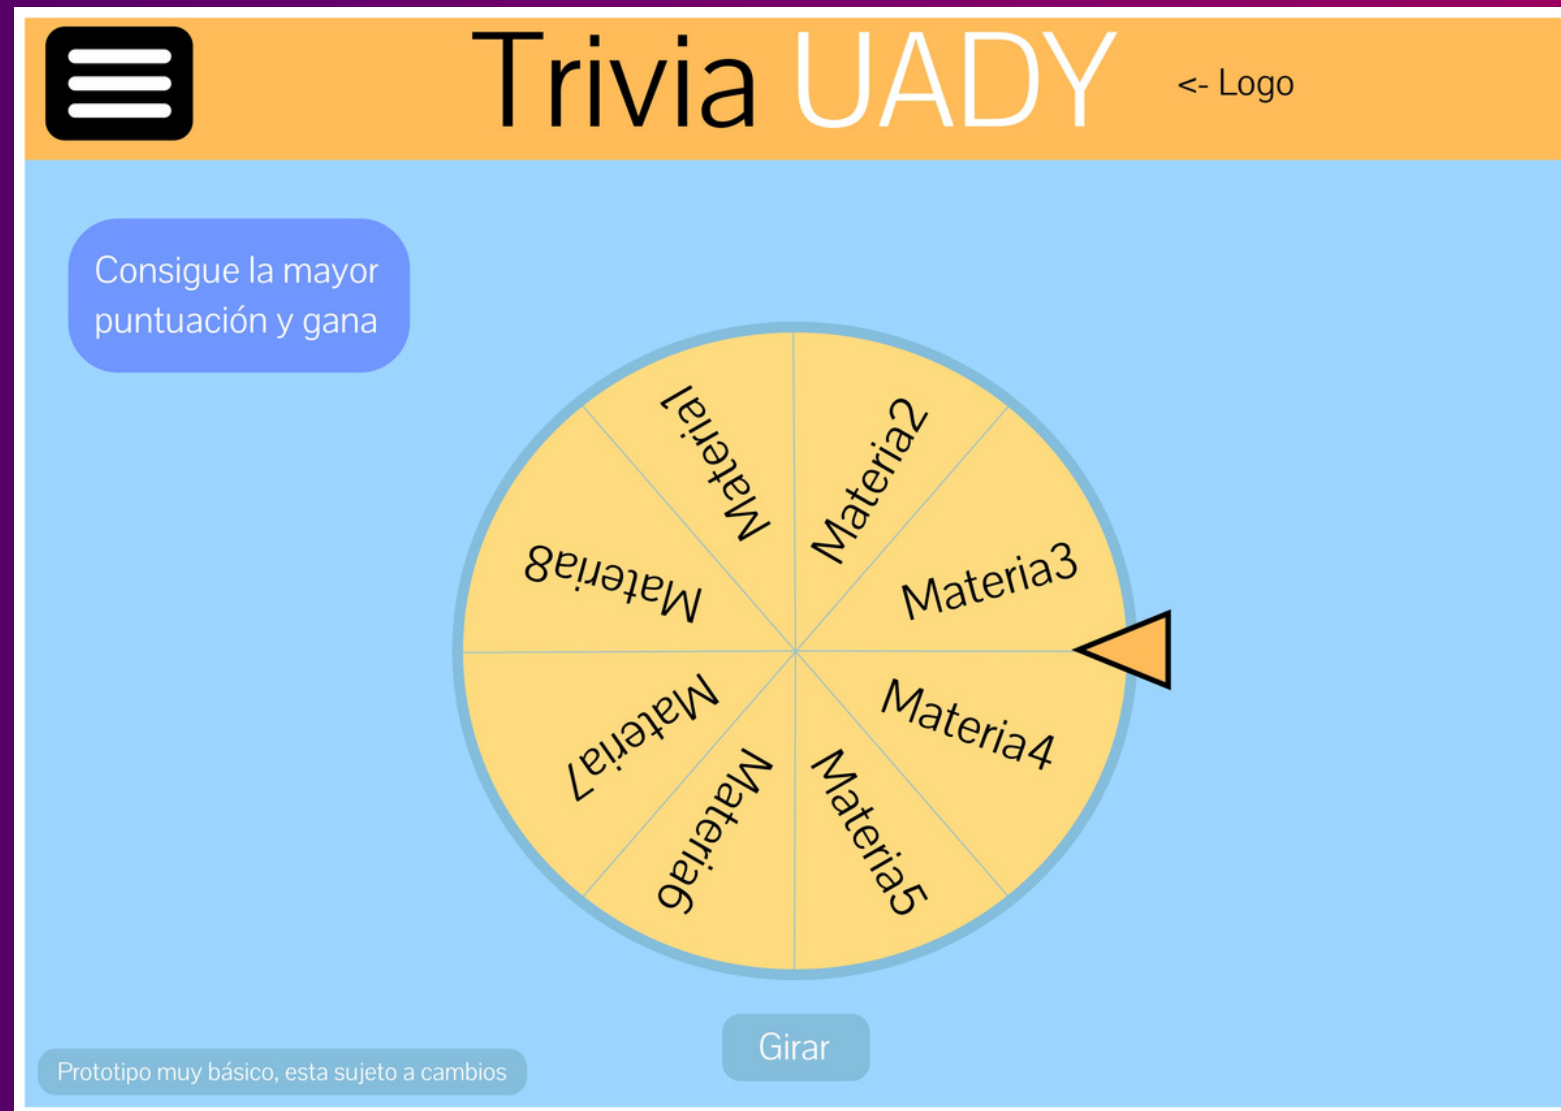 Trivia UADY
<- Logo
Consigue la mayor
puntuación y gana
Materia1
Materia2
Materia3
Materia4
Materia5
Materia6
Materia7
Materia8
Girar
Prototipo muy básico, esta sujeto a cambios